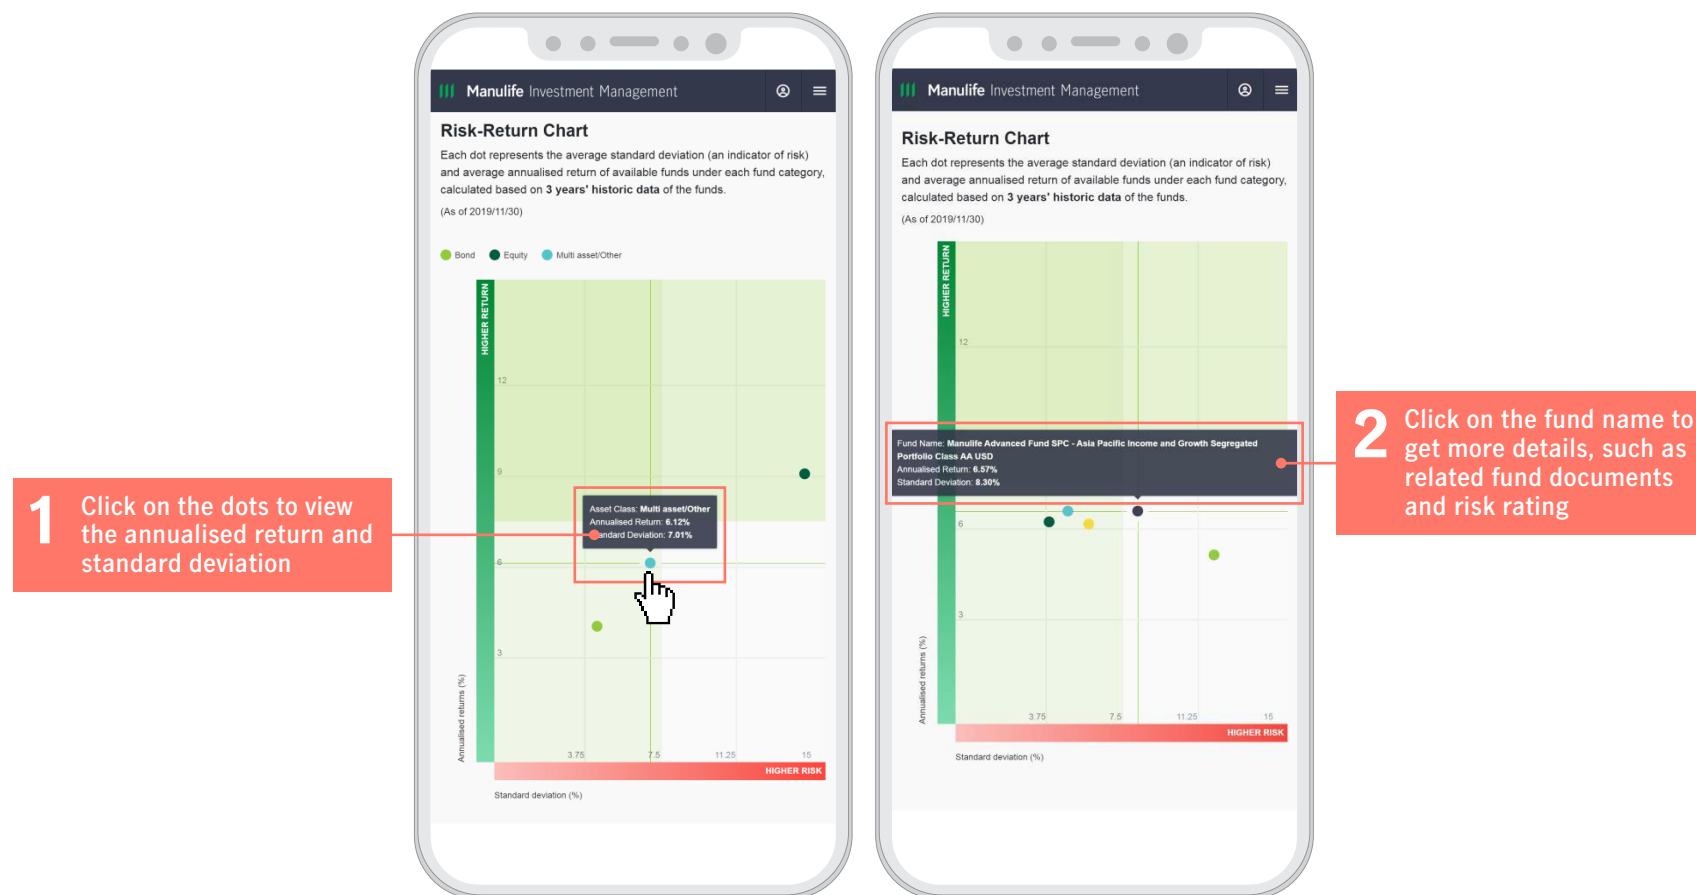 1 Click on the dots to view
the annualised return and
standard deviation
Manulife Investment Management
Risk-Return Chart
Each dot represents the average standard deviation (an indicator of risk)
and average annualised return of available funds under each fund category,
calculated based on 3 years' historic data of the funds.
(As of 2019/11/30)
Bond Equity Multi asset/Other
HIGHER RETURN
12
9
Asset Class: Multi asset/Other
Annualised Return: 6.12%
Standard Deviation: 7.01%
6
3
Annualised returns (%)
3.75 7.5 11.25 15
HIGHER RISK
Standard deviation (%)
Manulife Investment Management
Risk-Return Chart
Each dot represents the average standard deviation (an indicator of risk)
and average annualised return of available funds under each fund category,
calculated based on 3 years' historic data of the funds.
(As of 2019/11/30)
HIGHER RETURN
12
Fund Name: Manulife Advanced Fund SPC - Asia Pacific Income and Growth Segregated
Portfolio Class AA USD
Annualised Return: 6.57%
Standard Deviation: 8.30%
6
3
Annualised returns (%)
3.75 7.5 11.25 15
HIGHER RISK
Standard deviation (%)
2 Click on the fund name to
get more details, such as
related fund documents
and risk rating